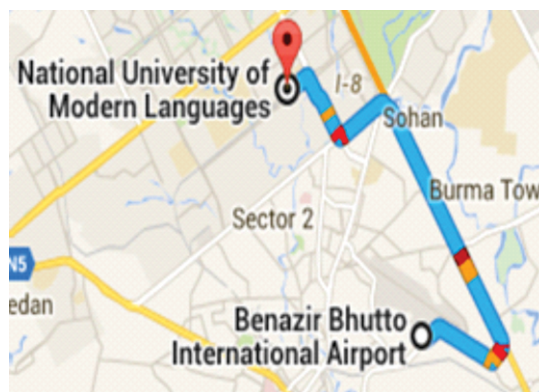 National University of
Modern Languages
I-8
Sohan
Burma Tow
Sector 2
N5
edan
Benazir Bhutto
International Airport